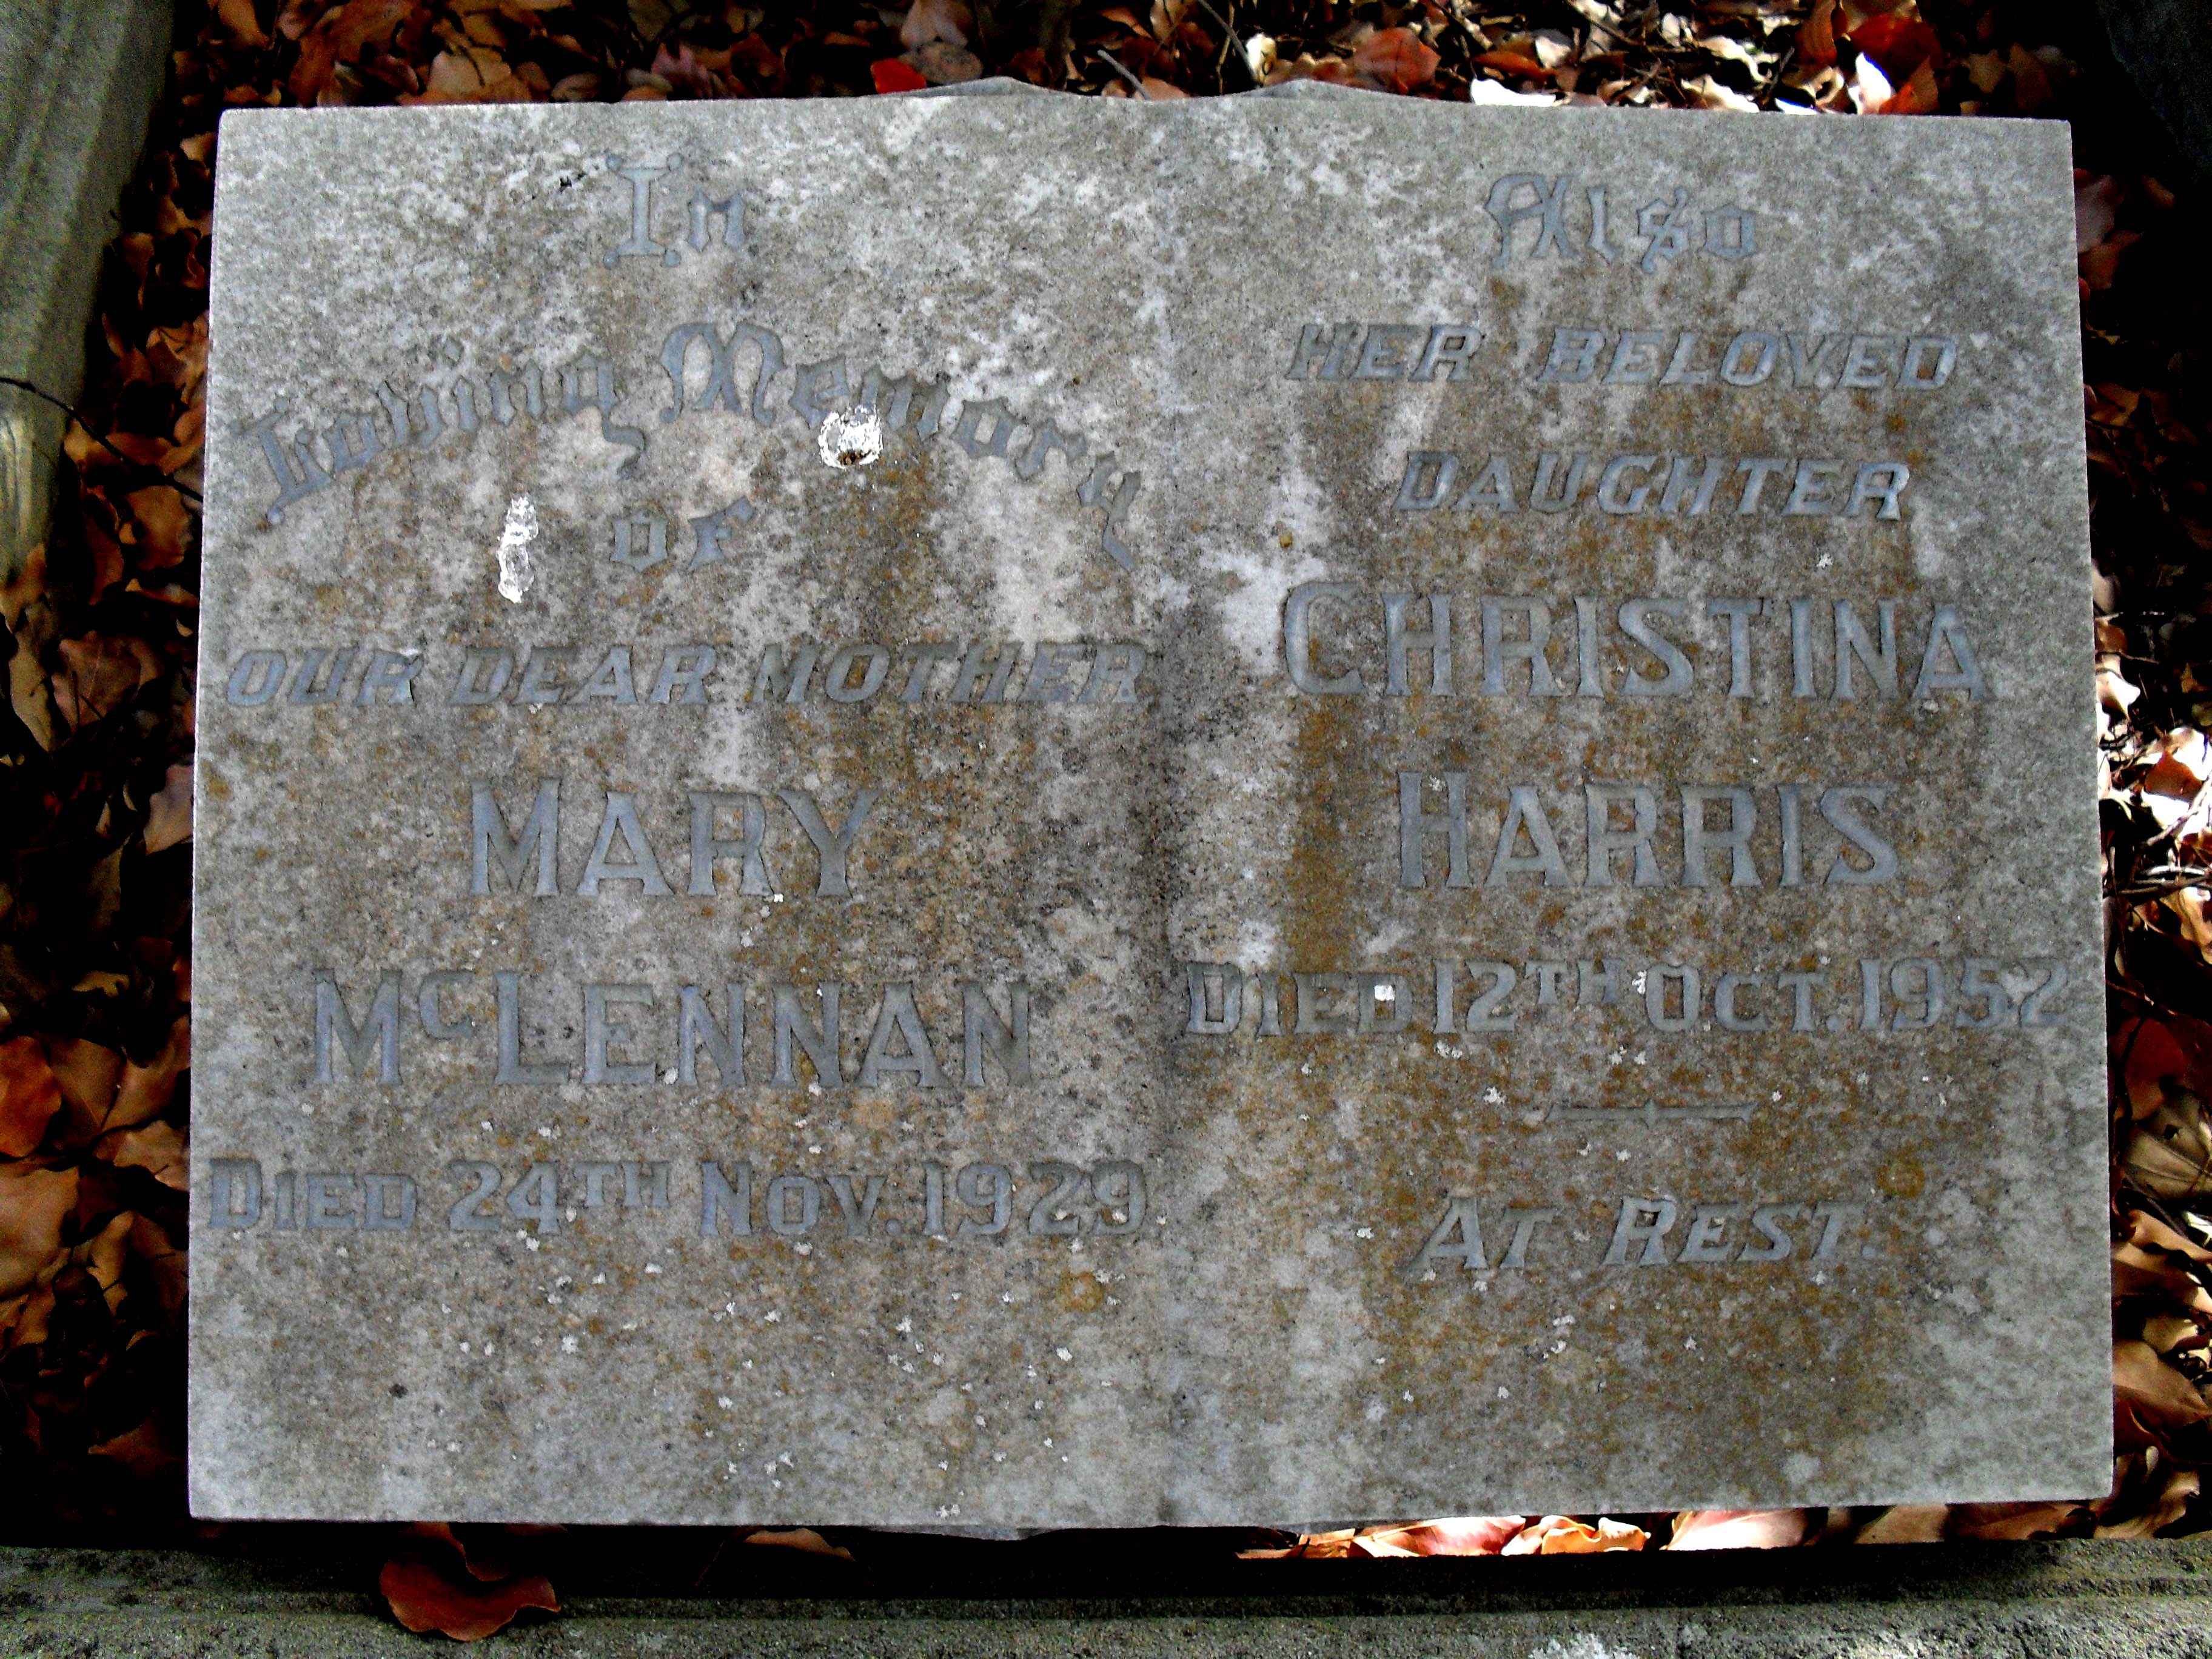 In
Loving Memory
of
OUR DEAR MOTHER
MARY
McLENNAN
DIED 24TH NOV. 1929
Also
HER BELOVED
DAUGHTER
CHRISTINA
HARRIS
DIED 12TH OCT. 1952
AT REST.